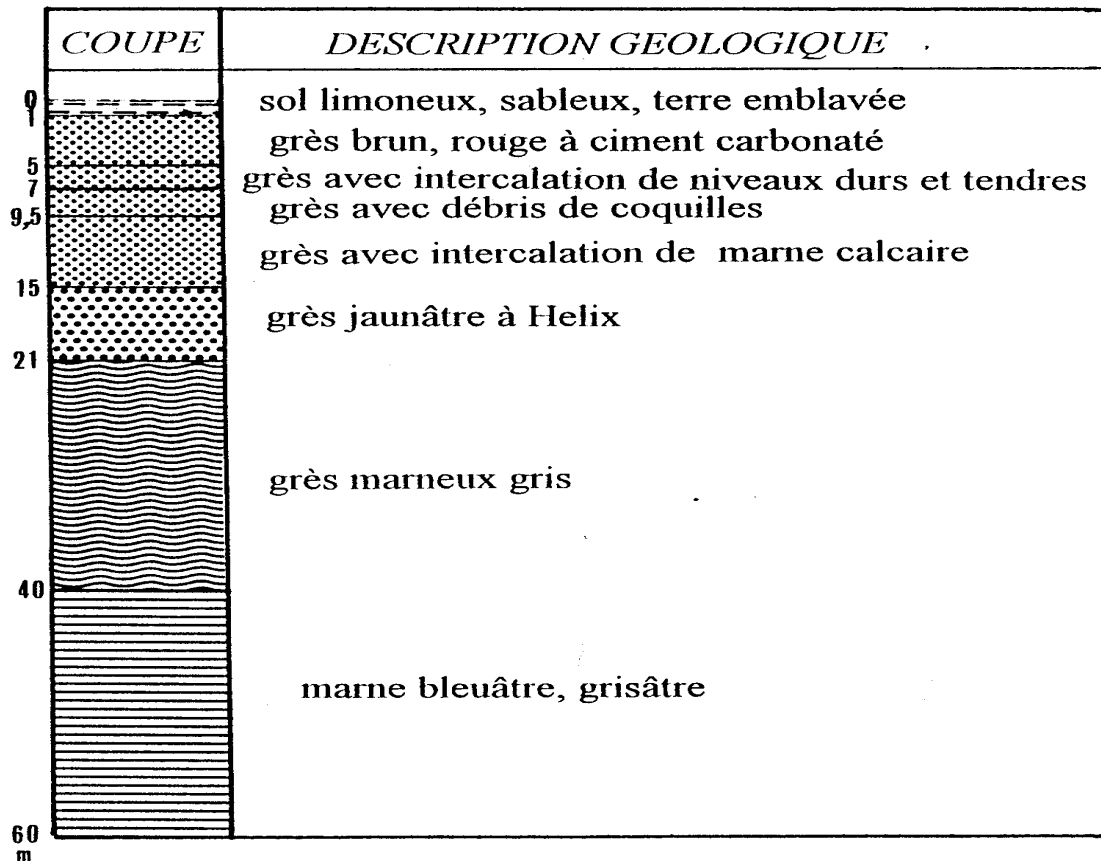 COUPE DESCRIPTION GEOLOGIQUE
0 sol limoneux, sableux, terre emblavée
1
grès brun, rouge à ciment carbonaté
5
7 grès avec intercalation de niveaux durs et tendres
9,5 grès avec débris de coquilles
grès avec intercalation de marne calcaire
15
grès jaunâtre à Helix
21
grès marneux gris
40
marne bleuâtre, grisâtre
60
m